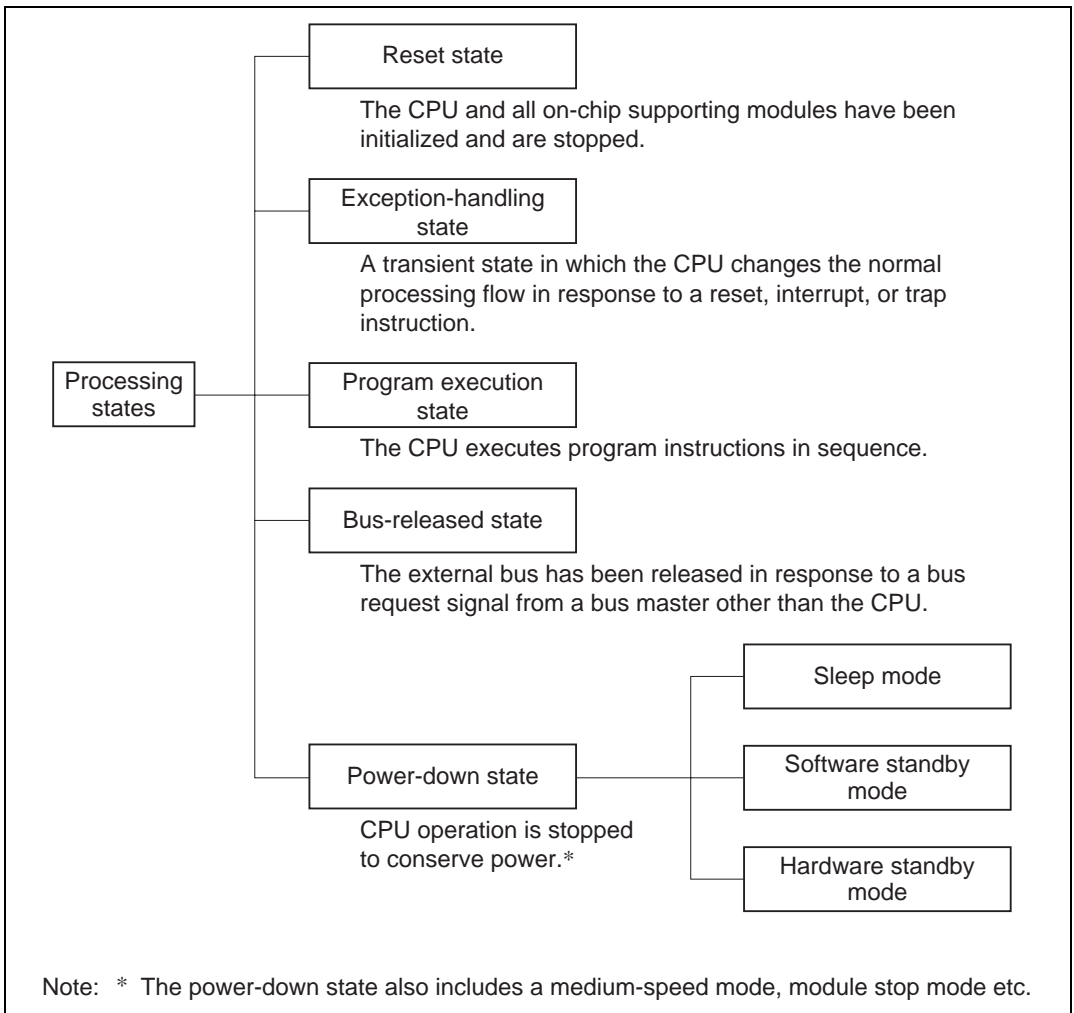 Reset state
The CPU and all on-chip supporting modules have been
initialized and are stopped.
Exception-handling
state
A transient state in which the CPU changes the normal
processing flow in response to a reset, interrupt, or trap
instruction.
Processing
states
Program execution
state
The CPU executes program instructions in sequence.
Bus-released state
The external bus has been released in response to a bus
request signal from a bus master other than the CPU.
Sleep mode
Power-down state
Software standby
mode
CPU operation is stopped
to conserve power.*
Hardware standby
mode
Note: * The power-down state also includes a medium-speed mode, module stop mode etc.